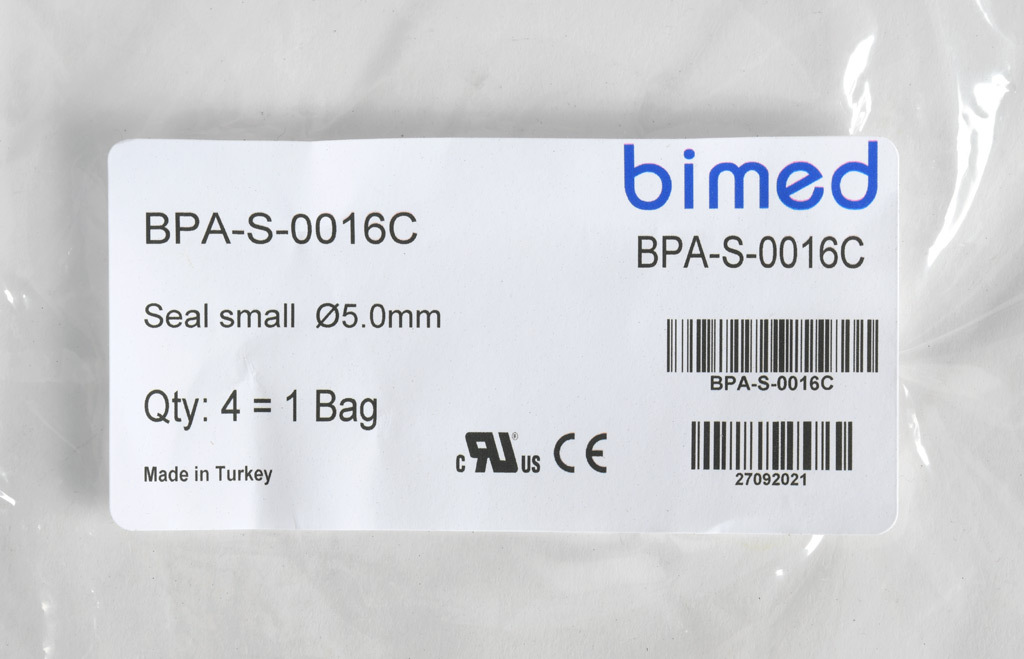 bimed
BPA-S-0016C
BPA-S-0016C
Seal small Ø5.0mm
BPA-S-0016C
Qty: 4 = 1 Bag
c RU® US CE
Made in Turkey
27092021